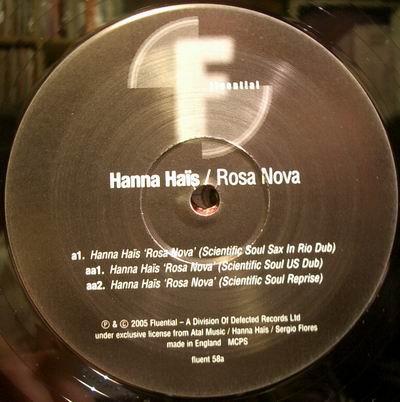 Fluential
Hanna Haïs / Rosa Nova
a1. Hanna Haïs 'Rosa Nova' (Scientific Soul Sax In Rio Dub)
aa1. Hanna Haïs 'Rosa Nova' (Scientific Soul US Dub)
aa2. Hanna Haïs 'Rosa Nova' (Scientific Soul Reprise)
℗ & © 2005 Fluential – A Division Of Defected Records Ltd
under exclusive license from Atal Music / Hanna Haïs / Sergio Flores
made in England MCPS
fluent 58a